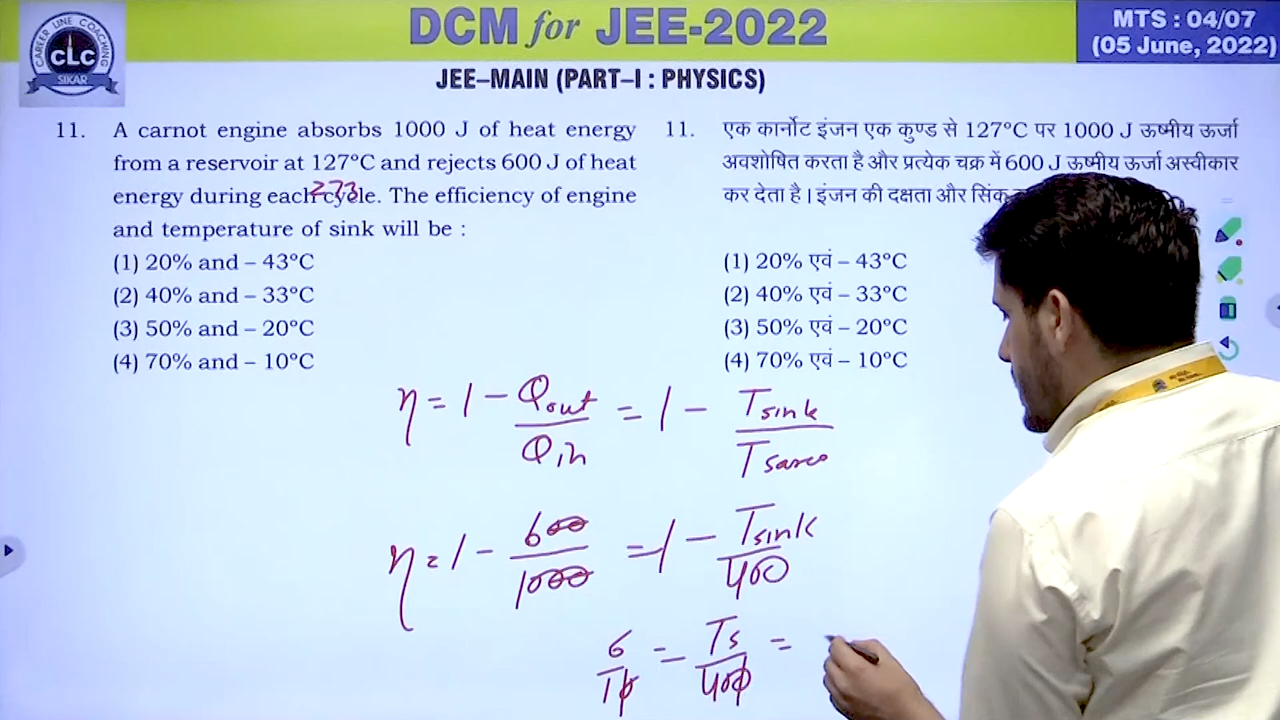 DCM for JEE-2022
MTS : 04/07
(05 June, 2022)
CAREER LINE COACHING
CLC
SIKAR
JEE–MAIN (PART–I : PHYSICS)
11. A carnot engine absorbs 1000 J of heat energy
from a reservoir at 127°C and rejects 600 J of heat
energy during each cycle. The efficiency of engine
273
and temperature of sink will be :
(1) 20% and – 43°C
(2) 40% and – 33°C
(3) 50% and – 20°C
(4) 70% and – 10°C
11. एक कार्नोट इंजन एक कुण्ड से 127°C पर 1000 J ऊष्मीय ऊर्जा
अवशोषित करता है और प्रत्येक चक्र में 600 J ऊष्मीय ऊर्जा अस्वीकार
कर देता है। इंजन की दक्षता और सिंक
(1) 20% एवं – 43°C
(2) 40% एवं – 33°C
(3) 50% एवं – 20°C
(4) 70% एवं – 10°C
η = 1 – Qout/Qin = 1 – Tsink/
η = 1 – 600/1000 = 1 – Tsink/400
6/10 = Ts/400 =